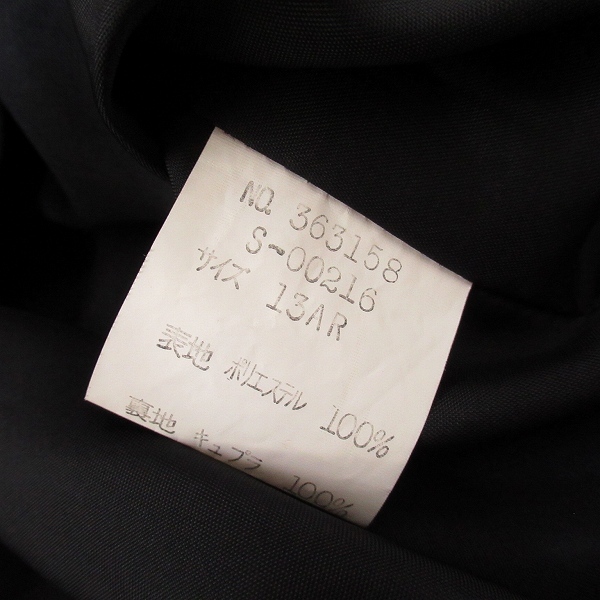 NO. 363158
S-00216
サイズ 13AR
表地 ポリエステル 100%
裏地 キュプラ 100%